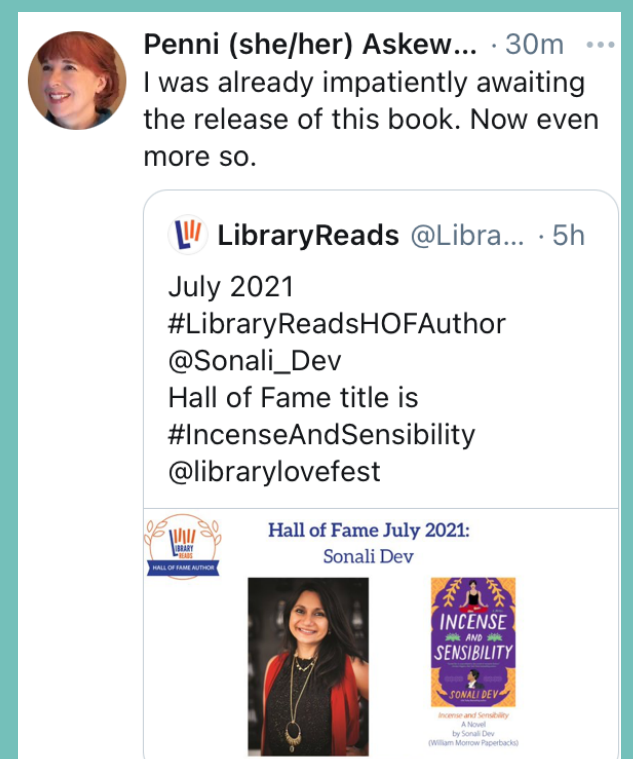 Penni (she/her) Askew... · 30m ...
I was already impatiently awaiting
the release of this book. Now even
more so.
LibraryReads @Libra... · 5h
July 2021
#LibraryReadsHOFAuthor
@Sonali_Dev
Hall of Fame title is
#IncenseAndSensibility
@librarylovefest
LIBRARY
READS
HALL OF FAME AUTHOR
Hall of Fame July 2021:
Sonali Dev
INCENSE
AND
SENSIBILITY
SONALI DEV
Incense and Sensibility
A Novel
by Sonali Dev
(William Morrow Paperbacks)